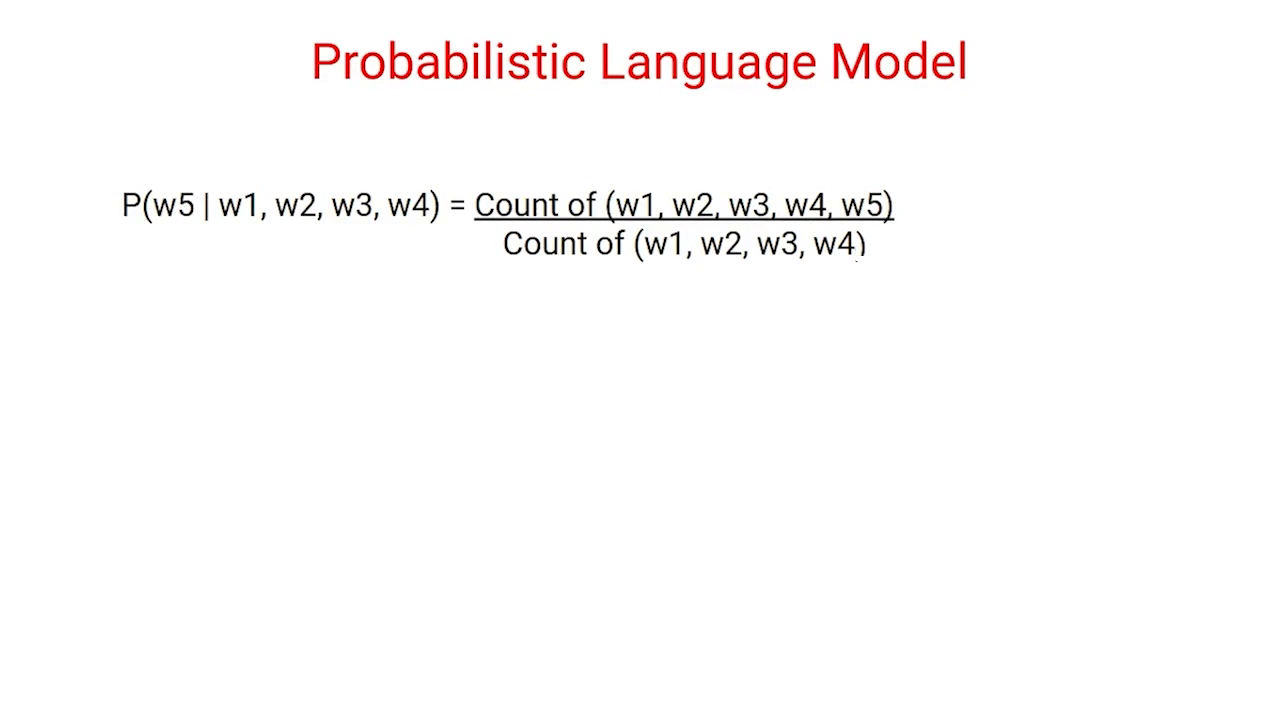 Probabilistic Language Model
P(w5 | w1, w2, w3, w4) = Count of (w1, w2, w3, w4, w5)
Count of (w1, w2, w3, w4)